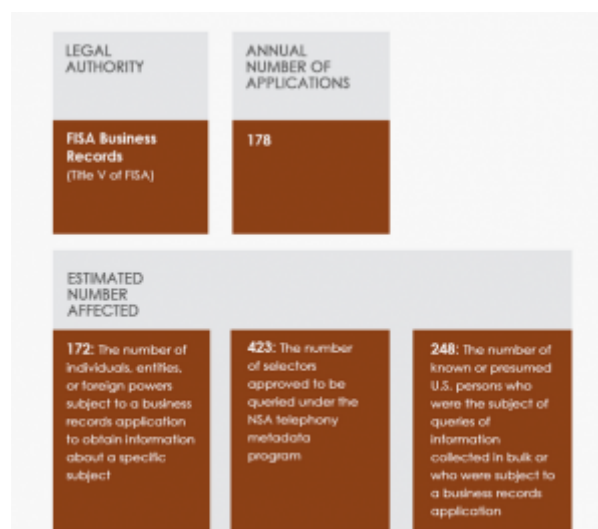 LEGAL
AUTHORITY
ANNUAL
NUMBER OF
APPLICATIONS
FISA Business
Records
(Title V of FISA)
178
ESTIMATED
NUMBER
AFFECTED
172: The number of
individuals, entities,
or foreign powers
subject to a business
records application
to obtain information
about a specific
subject
423: The number
of selectors
approved to be
queried under the
NSA telephony
metadata
program
248: The number of
known or presumed
U.S. persons who
were the subject of
queries of
information
collected in bulk or
who were subject to
a business records
application